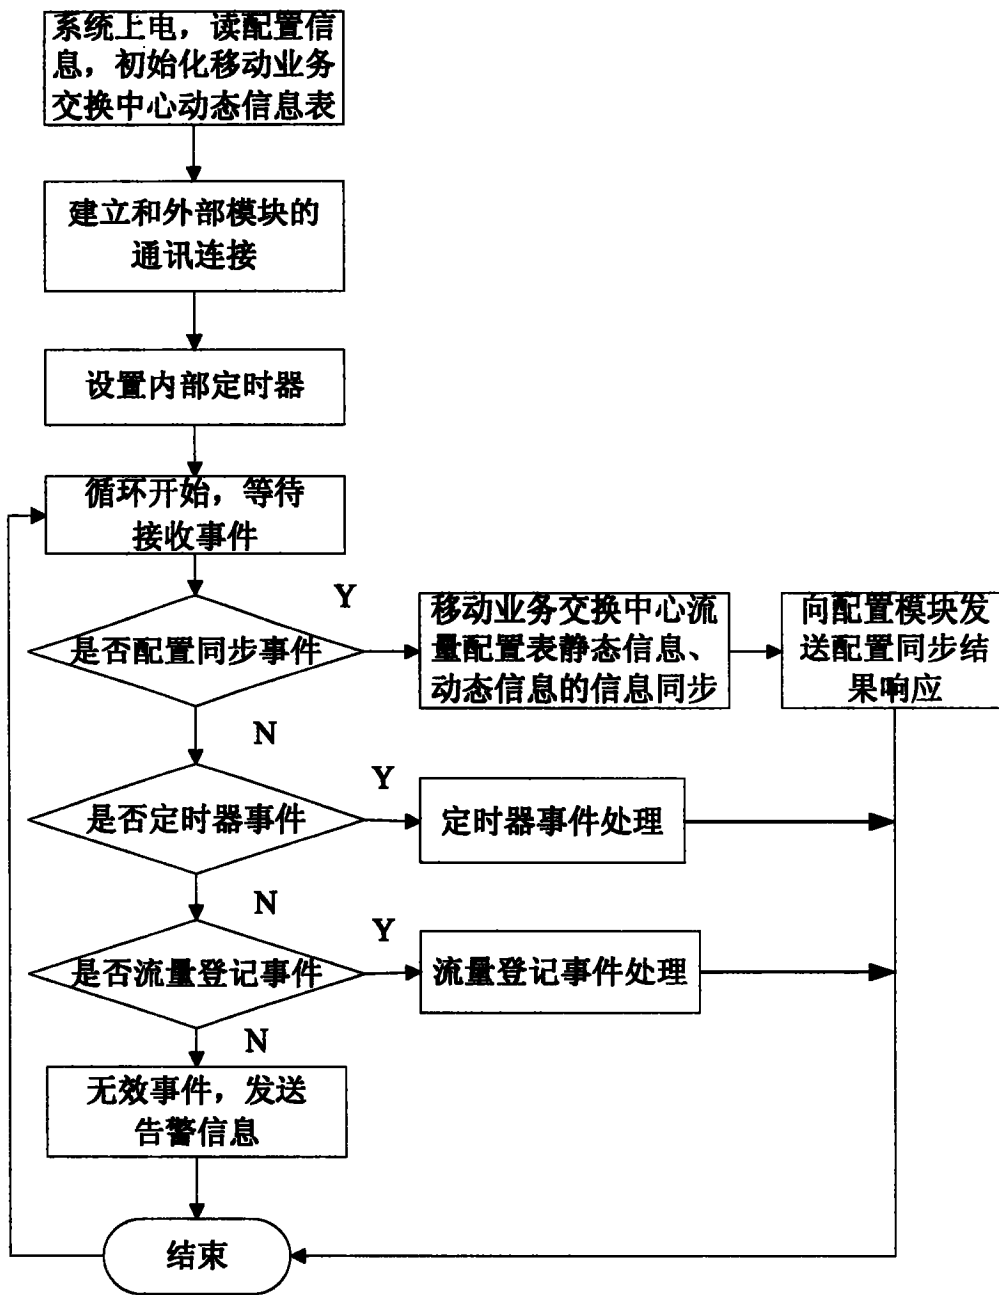 系统上电，读配置信
息，初始化移动业务
交换中心动态信息表
建立和外部模块的
通讯连接
设置内部定时器
循环开始，等待
接收事件
是否配置同步事件
Y
移动业务交换中心流
量配置表静态信息、
动态信息的信息同步
向配置模块发
送配置同步结
果响应
N
是否定时器事件
Y
定时器事件处理
N
是否流量登记事件
Y
流量登记事件处理
N
无效事件，发送
告警信息
结束